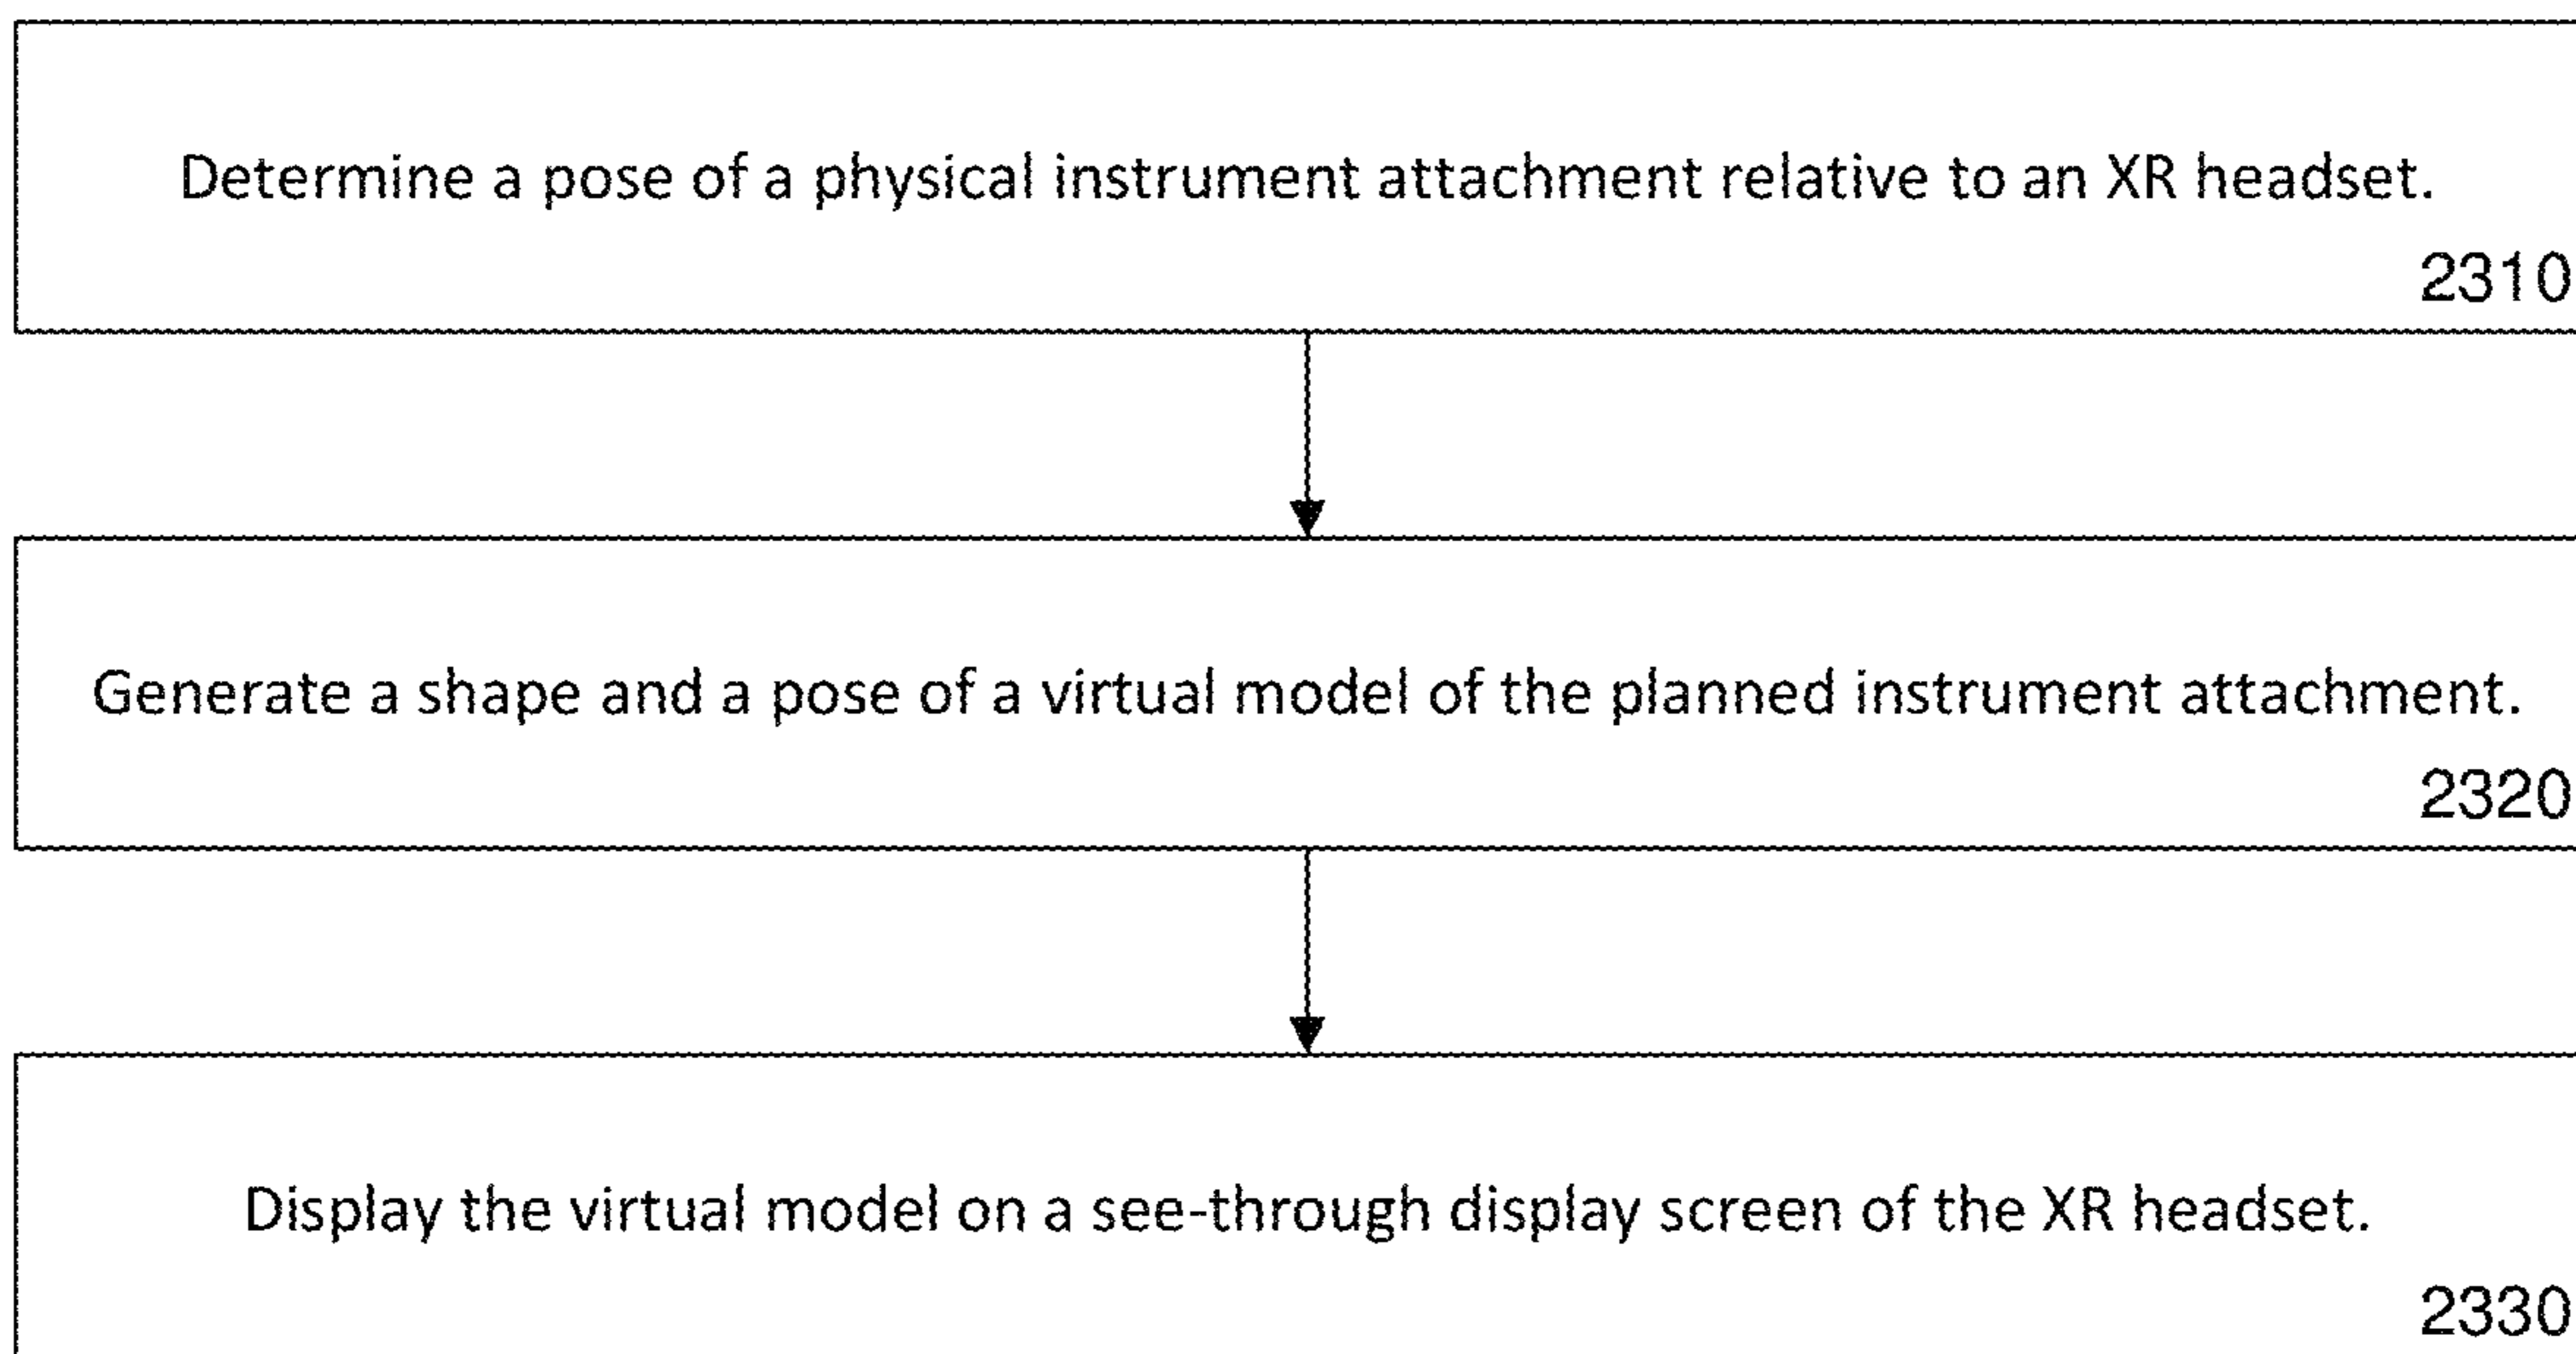 Determine a pose of a physical instrument attachment relative to an XR headset.
2310
Generate a shape and a pose of a virtual model of the planned instrument attachment.
2320
Display the virtual model on a see-through display screen of the XR headset.
2330